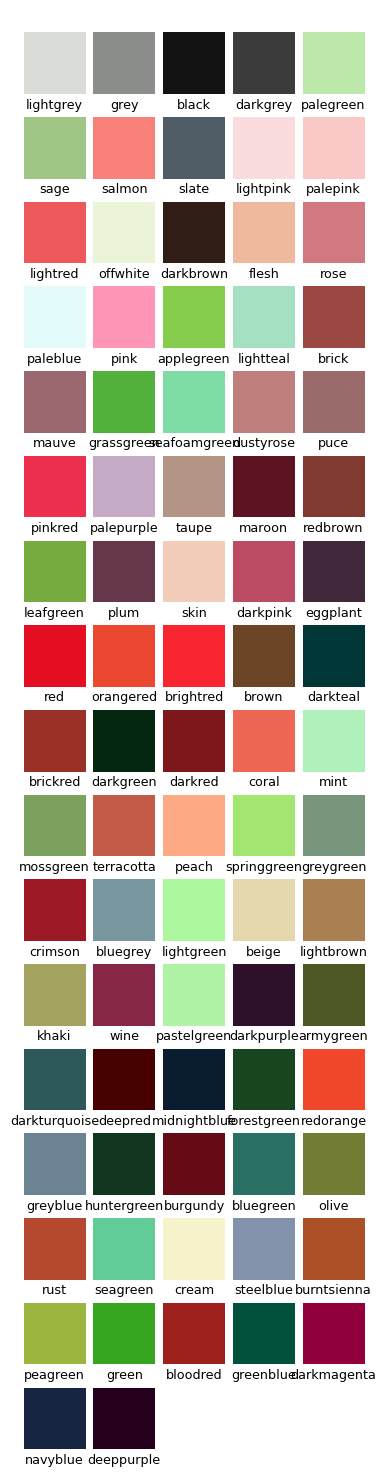 lightgrey grey black darkgrey palegreen
sage salmon slate lightpink palepink
lightred offwhite darkbrown flesh rose
paleblue pink applegreen lightteal brick
mauve grassgreen seafoamgreen dustyrose puce
pinkred palepurple taupe maroon redbrown
leafgreen plum skin darkpink eggplant
red orangered brightred brown darkteal
brickred darkgreen darkred coral mint
mossgreen terracotta peach springgreen greygreen
crimson bluegrey lightgreen beige lightbrown
khaki wine pastelgreen darkpurple armygreen
darkturquoise deepred midnightblue forestgreen redorange
greyblue huntergreen burgundy bluegreen olive
rust seagreen cream steelblue burntsienna
peagreen green bloodred greenblue darkmagenta
navyblue deeppurple